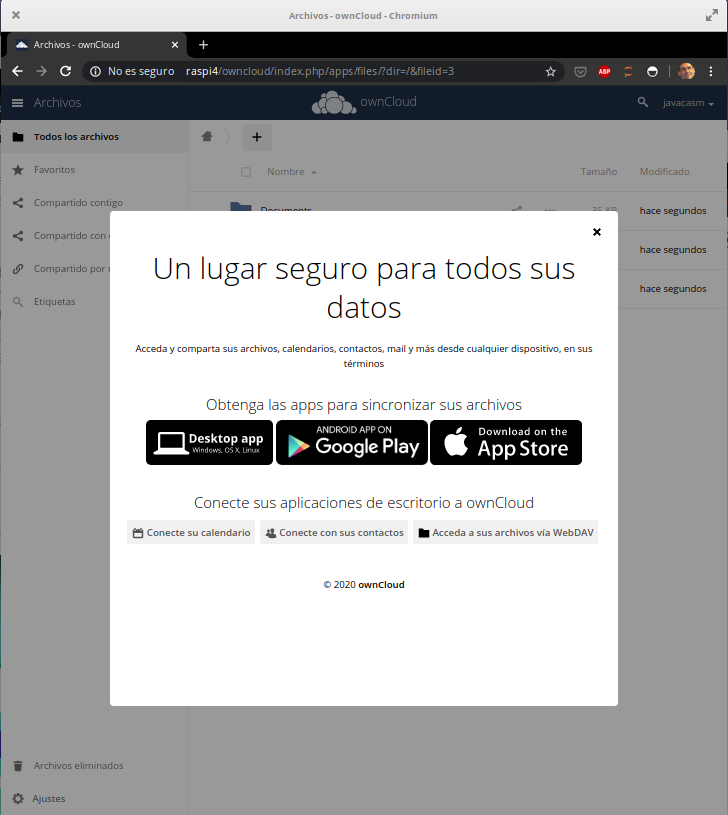 Archivos - ownCloud - Chromium
Archivos - ownCloud
No es seguro raspi4/owncloud/index.php/apps/files/?dir=/&fileid=3
ABP
Archivos
ownCloud
javacasm
Todos los archivos
Favoritos
Compartido contigo
Compartido con
Compartido por
Etiquetas
Nombre
Tamaño
Modificado
Documents
35 KB
hace segundos
hace segundos
hace segundos
Un lugar seguro para todos sus
datos
Acceda y comparta sus archivos, calendarios, contactos, mail y más desde cualquier dispositivo, en sus
términos
Obtenga las apps para sincronizar sus archivos
Desktop app
Windows, OS X, Linux
ANDROID APP ON
Google Play
Download on the
App Store
Conecte sus aplicaciones de escritorio a ownCloud
Conecte su calendario
Conecte con sus contactos
Acceda a sus archivos vía WebDAV
© 2020 ownCloud
Archivos eliminados
Ajustes